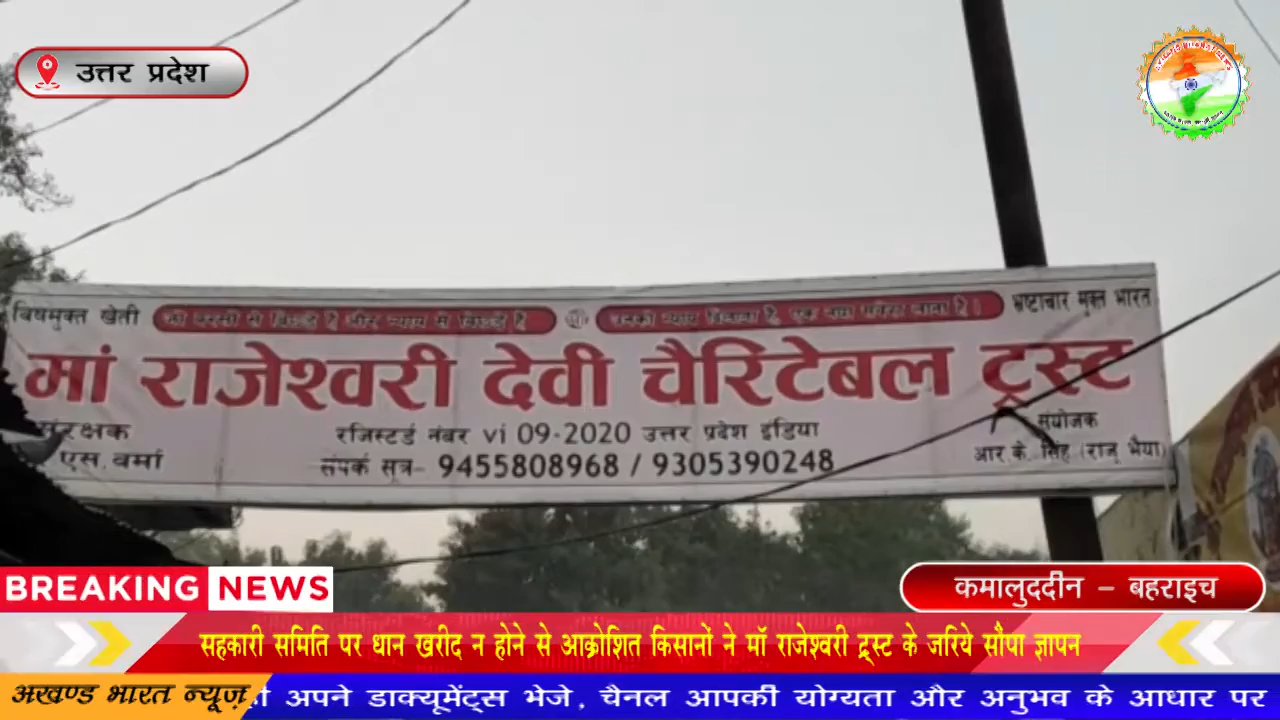 उत्तर प्रदेश
विषमुक्त खेती
भ्रष्टाचार मुक्त भारत
मां राजेश्वरी देवी चैरिटेबल ट्रस्ट
संरक्षक
एस.वर्मा
रजिस्टर्ड नंबर vi 09-2020 उत्तर प्रदेश इंडिया
संपर्क सूत्र- 9455808968 / 9305390248
संयोजक
आर.के. सिंह (राजू भैया)
BREAKING NEWS
कमालुददीन - बहराइच
सहकारी समिति पर धान खरीद न होने से आक्रोशित किसानों ने माॅ राजेश्वरी ट्रस्ट के जरिये सौपा ज्ञापन
अखण्ड भारत न्यूज़
अपने डाक्यूमेंट्स भेजे, चैनल आपकी योग्यता और अनुभव के आधार पर